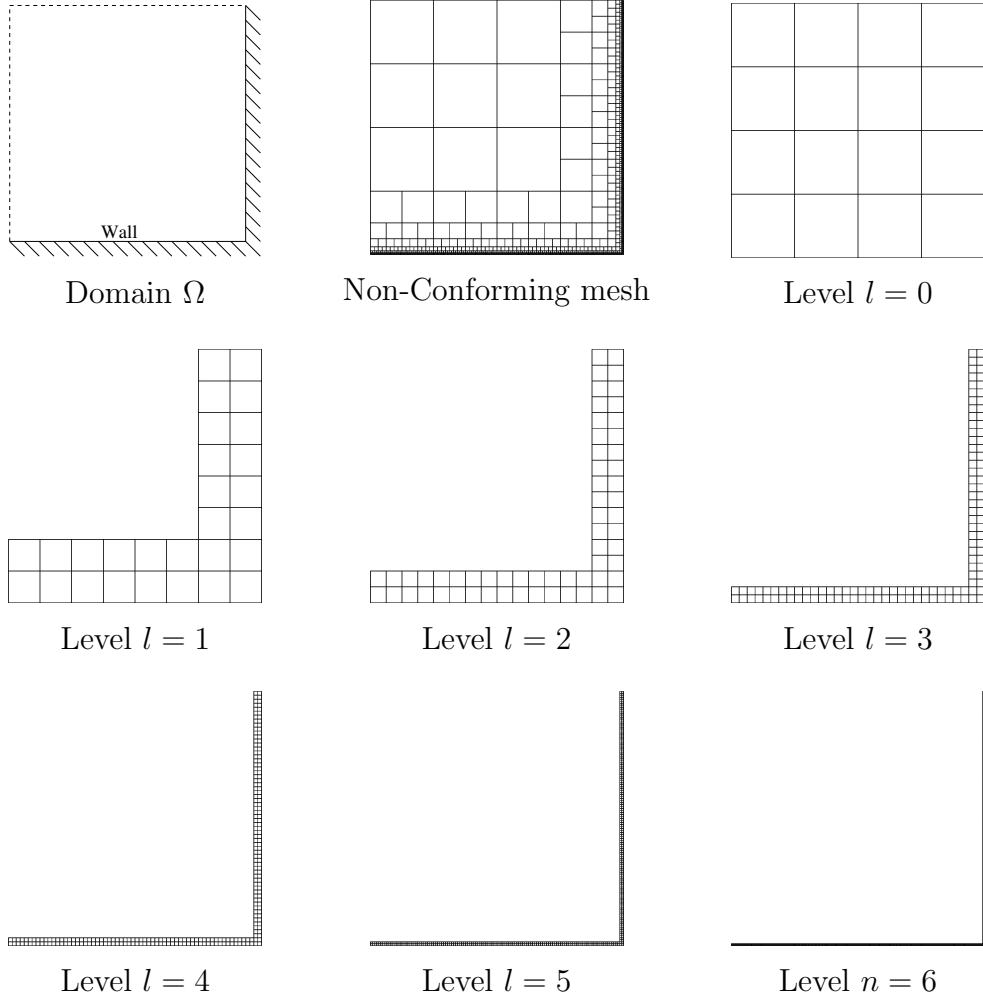 Wall
Domain Ω
Non-Conforming mesh
Level l = 0
Level l = 1
Level l = 2
Level l = 3
Level l = 4
Level l = 5
Level n = 6